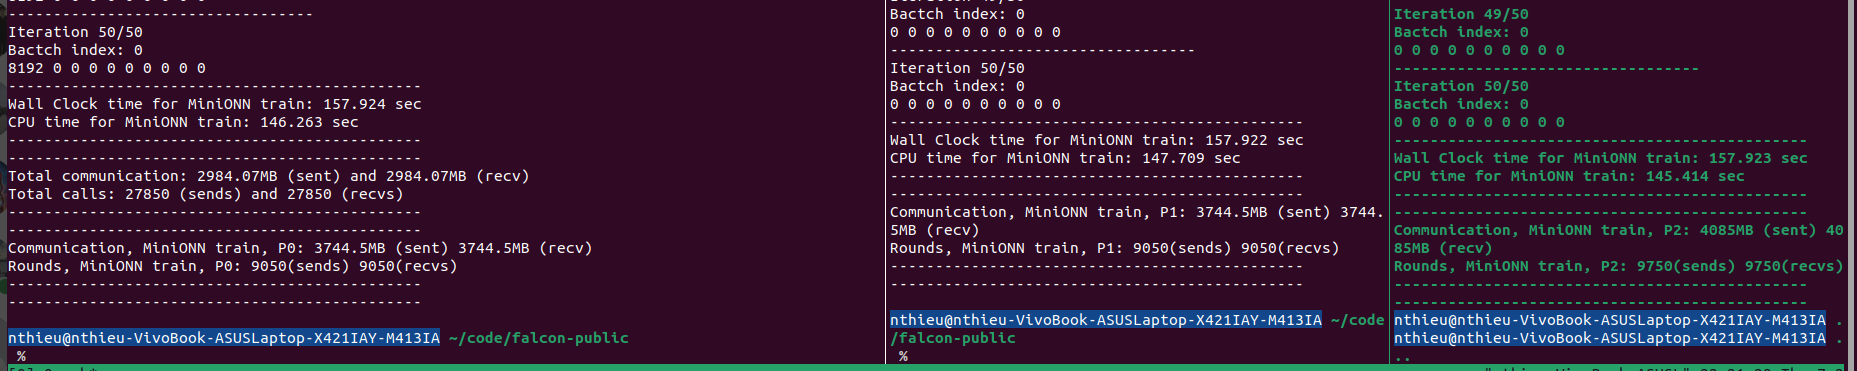 ---------------------------------
Iteration 50/50
Bactch index: 0
8192 0 0 0 0 0 0 0 0 0
----------------------------------------------
Wall Clock time for MiniONN train: 157.924 sec
CPU time for MiniONN train: 146.263 sec
----------------------------------------------
----------------------------------------------
Total communication: 2984.07MB (sent) and 2984.07MB (recv)
Total calls: 27850 (sends) and 27850 (recvs)
----------------------------------------------
----------------------------------------------
Communication, MiniONN train, P0: 3744.5MB (sent) 3744.5MB (recv)
Rounds, MiniONN train, P0: 9050(sends) 9050(recvs)
----------------------------------------------
----------------------------------------------
nthieu@nthieu-VivoBook-ASUSLaptop-X421IAY-M413IA ~/code/falcon-public
%
Bactch index: 0
0 0 0 0 0 0 0 0 0 0
----------------------------------
Iteration 50/50
Bactch index: 0
0 0 0 0 0 0 0 0 0 0
----------------------------------------------
Wall Clock time for MiniONN train: 157.922 sec
CPU time for MiniONN train: 147.709 sec
----------------------------------------------
----------------------------------------------
Communication, MiniONN train, P1: 3744.5MB (sent) 3744.
5MB (recv)
Rounds, MiniONN train, P1: 9050(sends) 9050(recvs)
----------------------------------------------
----------------------------------------------
nthieu@nthieu-VivoBook-ASUSLaptop-X421IAY-M413IA ~/code
/falcon-public
%
Iteration 49/50
Bactch index: 0
0 0 0 0 0 0 0 0 0 0
----------------------------------
Iteration 50/50
Bactch index: 0
0 0 0 0 0 0 0 0 0 0
----------------------------------------------
Wall Clock time for MiniONN train: 157.923 sec
CPU time for MiniONN train: 145.414 sec
----------------------------------------------
----------------------------------------------
Communication, MiniONN train, P2: 4085MB (sent) 40
85MB (recv)
Rounds, MiniONN train, P2: 9750(sends) 9750(recvs)
----------------------------------------------
----------------------------------------------
nthieu@nthieu-VivoBook-ASUSLaptop-X421IAY-M413IA .
nthieu@nthieu-VivoBook-ASUSLaptop-X421IAY-M413IA .
..